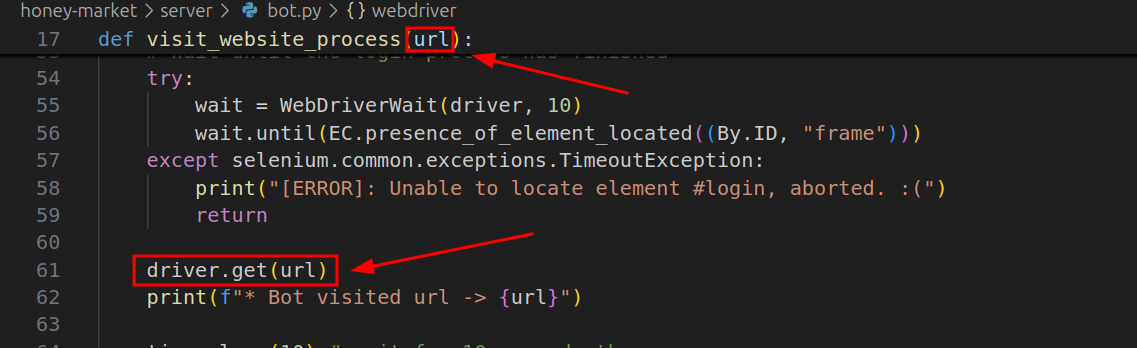 honey-market > server > bot.py > {} webdriver
17 def visit_website_process(url):
54 try:
55 wait = WebDriverWait(driver, 10)
56 wait.until(EC.presence_of_element_located((By.ID, "frame")))
57 except selenium.common.exceptions.TimeoutException:
58 print("[ERROR]: Unable to locate element #login, aborted. :(")
59 return
60
61 driver.get(url)
62 print(f"* Bot visited url -> {url}")
63